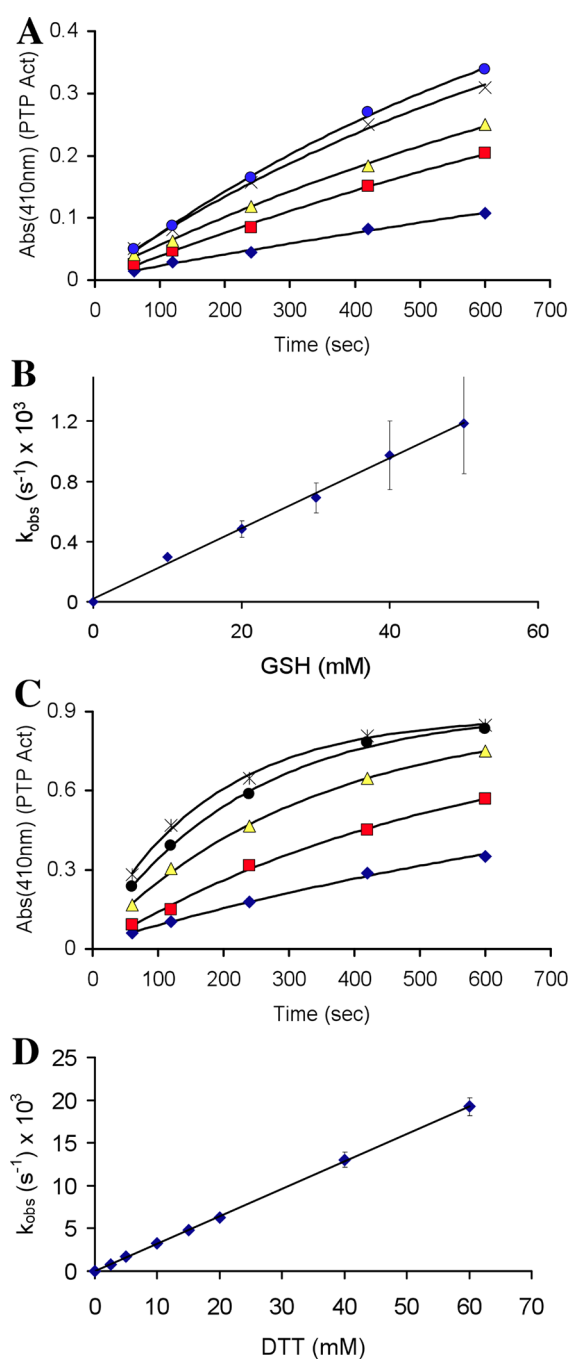 A
Abs(410nm) (PTP Act)
0.4
0.3
0.2
0.1
0
0 100 200 300 400 500 600 700
Time (sec)
B
k_obs (s⁻¹) x 10³
1.2
0.8
0.4
0
0 20 40 60
GSH (mM)
C
Abs(410nm) (PTP Act)
0.9
0.6
0.3
0
0 100 200 300 400 500 600 700
Time (sec)
D
k_obs (s⁻¹) x 10³
25
20
15
10
5
0
0 10 20 30 40 50 60 70
DTT (mM)